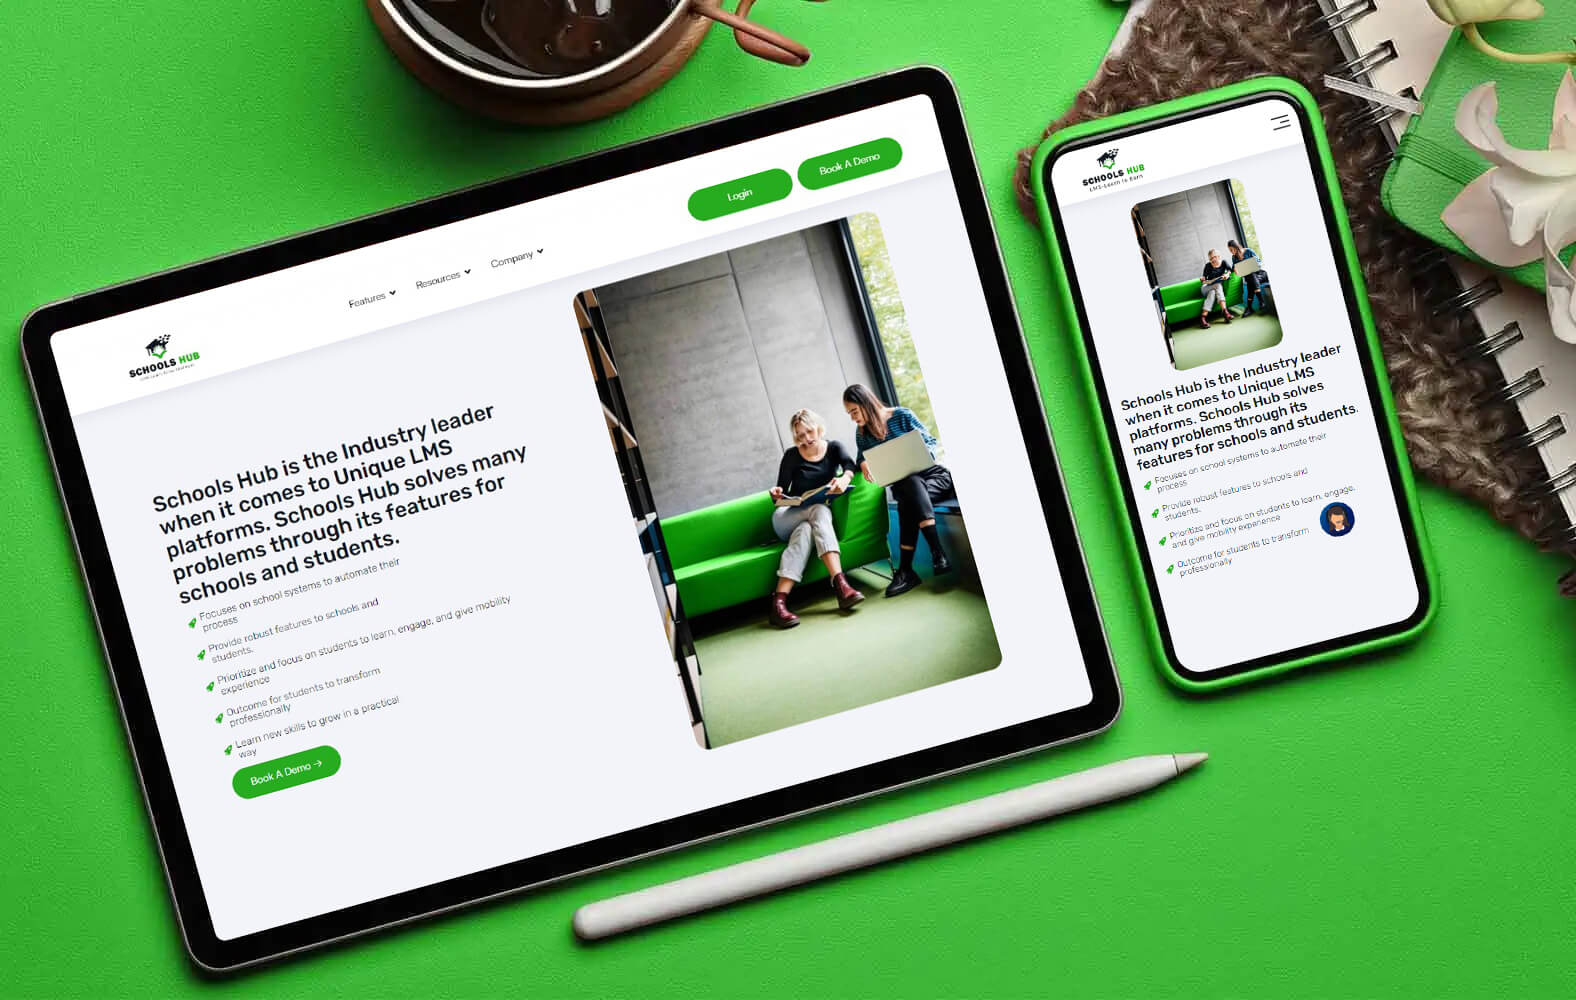 Login
Book A Demo
Features
Resources
Company
SCHOOLS HUB
Schools Hub is the Industry leader
when it comes to Unique LMS
platforms. Schools Hub solves many
problems through its features for
schools and students.
Focuses on school systems to automate their
process
Provide robust features to schools and
students.
Prioritize and focus on students to learn, engage, and give mobility
experience
Outcome for students to transform
professionally
Learn new skills to grow in a practical
way
Book A Demo →
SCHOOLS HUB
LMS-Learn to Earn
Schools Hub is the Industry leader
when it comes to Unique LMS
platforms. Schools Hub solves
many problems through its
features for schools and students.
Focuses on school systems to automate their
process
Provide robust features to schools and
students.
Prioritize and focus on students to learn, engage,
and give mobility experience
Outcome for students to transform
professionally